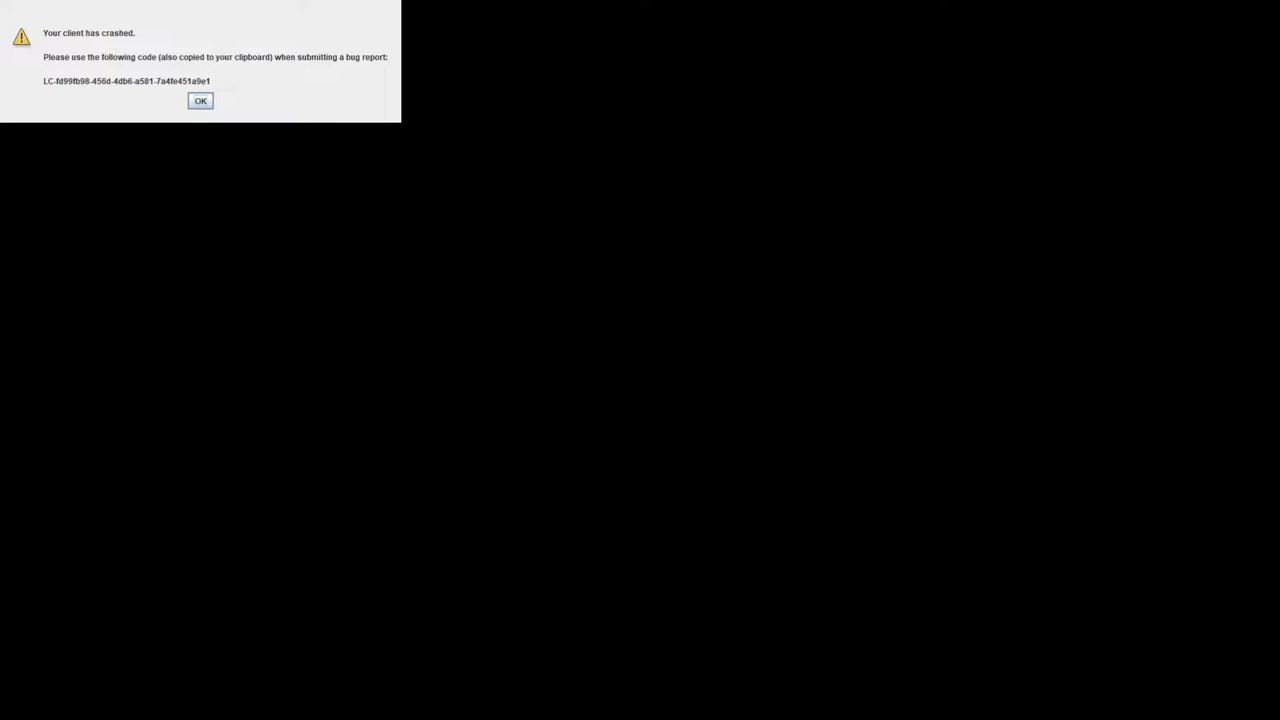 Your client has crashed.
Please use the following code (also copied to your clipboard) when submitting a bug report:
LC-fd99fb98-456d-4db6-a581-7a4fe451a9e1
OK